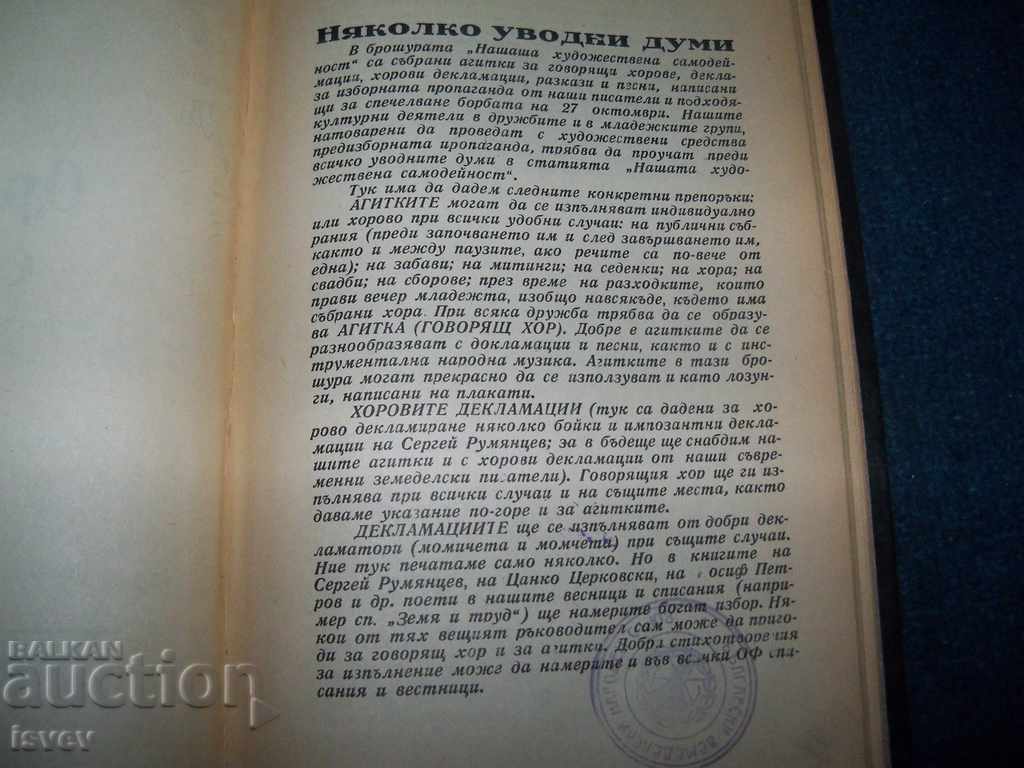 НЯКОЛКО УВОДНИ ДУМИ
В брошурата „Нашаша художествена самодей-
ност“ са събрани агитки за говорящи хорове, декла-
мации, хорови декламации, разкази и песни, написани
за изборната пропаганда от наши писатели и подходя-
щи за спечелване борбата на 27 октомври. Нашите
културни деятели в дружбите и в младежките групи,
натоварени да проведат с художествени средства
предизборната иропаганда, трябва да проучат преди
всичко уводните думи в статията „Нашата худо-
жествена самодейност“.
Тук има да дадем следните конкретни препоръки:
АГИТКИТЕ могат да се изпълняват индивидуално
или хорово при всички удобни случаи: на публични съб-
рания (преди започването им и след завършването им,
както и между паузите, ако речите са по-вече от
една); на забави; на митинги; на седенки; на хора; на
свадби; на сборове; през време на разходките, които
прави вечер младежта, изобщо навсякъде, където има
събрани хора. При всяка дружба трябва да се образу-
ва АГИТКА (ГОВОРЯЩ ХОР). Добре е агитките да се
разнообразяват с докламации и песни, както и с инс-
трументална народна музика. Агитките в тази бро-
шура могат прекрасно да се използуват и като лозун-
ги, написани на плакати.
ХОРОВИТЕ ДЕКЛАМАЦИИ (тук са дадени за хо-
рово декламиране няколко бойки и импозантни декла-
мации на Сергей Румянцев; за в бъдеще ще снабдим на-
шите агитки и с хорови декламации от наши съвре-
менни земеделски писатели). Говорящия хор ще ги из-
пълнява при всички случаи и на същите места, както
даваме указание по-горе и за агитките.
ДЕКЛАМАЦИИТЕ ще се изпълняват от добри дек-
ламатори (момичета и момчета) при същите случаи.
Ние тук печатаме само няколко. Но в книгите на
Сергей Румянцев, на Цанко Церковски, на осиф Пет-
ров и др. поети в нашите весници и списания (напри-
мер сп. „Земя и труд“) ще намерите богат избор. Ня-
кои от тях вещият ръководител сам може да приго-
ди за говорящ хор и за агитки. Добри стихотворения
за изпълнение може да намерите и във всички ОФ спи-
сания и вестници.
BALKAN
auction
isvev